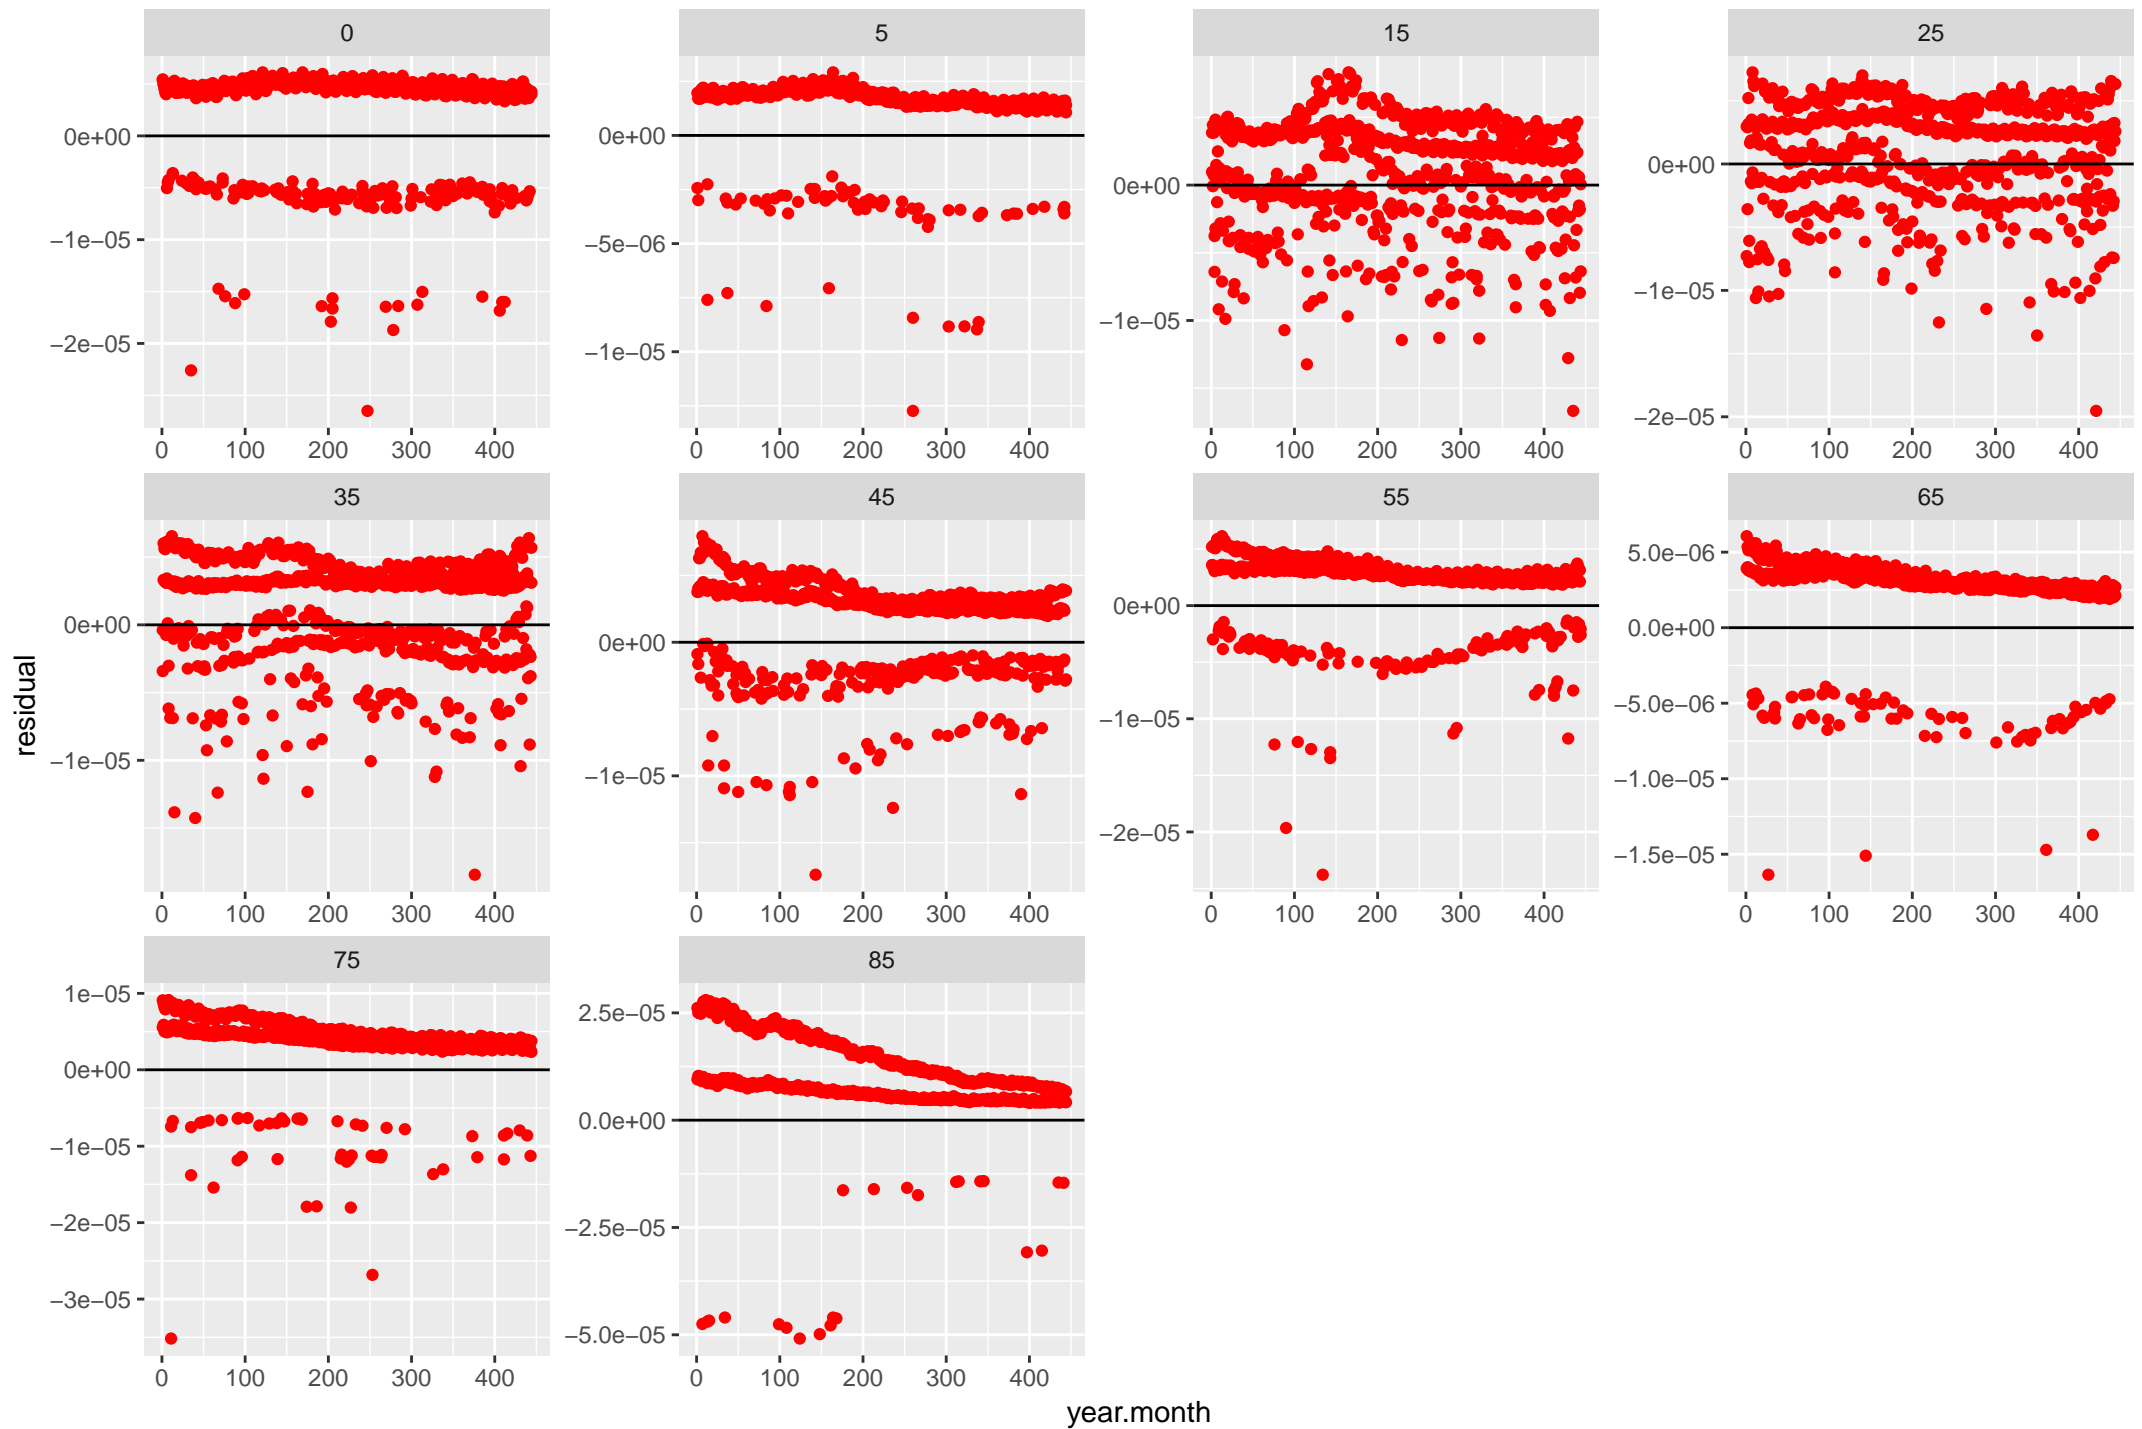 0 5 15 25
0e+00 0e+00 0e+00 0e+00
−1e−05 −5e−06 −1e−05 −1e−05
−2e−05 −1e−05 −2e−05
0 100 200 300 400 0 100 200 300 400 0 100 200 300 400 0 100 200 300 400
35 45 55 65
0e+00 0e+00 0e+00 5.0e−06
−1e−05 −1e−05 −1e−05 0.0e+00
−2e−05 −5.0e−06
−1.0e−05
−1.5e−05
0 100 200 300 400 0 100 200 300 400 0 100 200 300 400 0 100 200 300 400
75 85
1e−05 2.5e−05
0e+00 0.0e+00
−1e−05 −2.5e−05
−2e−05 −5.0e−05
−3e−05
0 100 200 300 400 0 100 200 300 400
residual
year.month